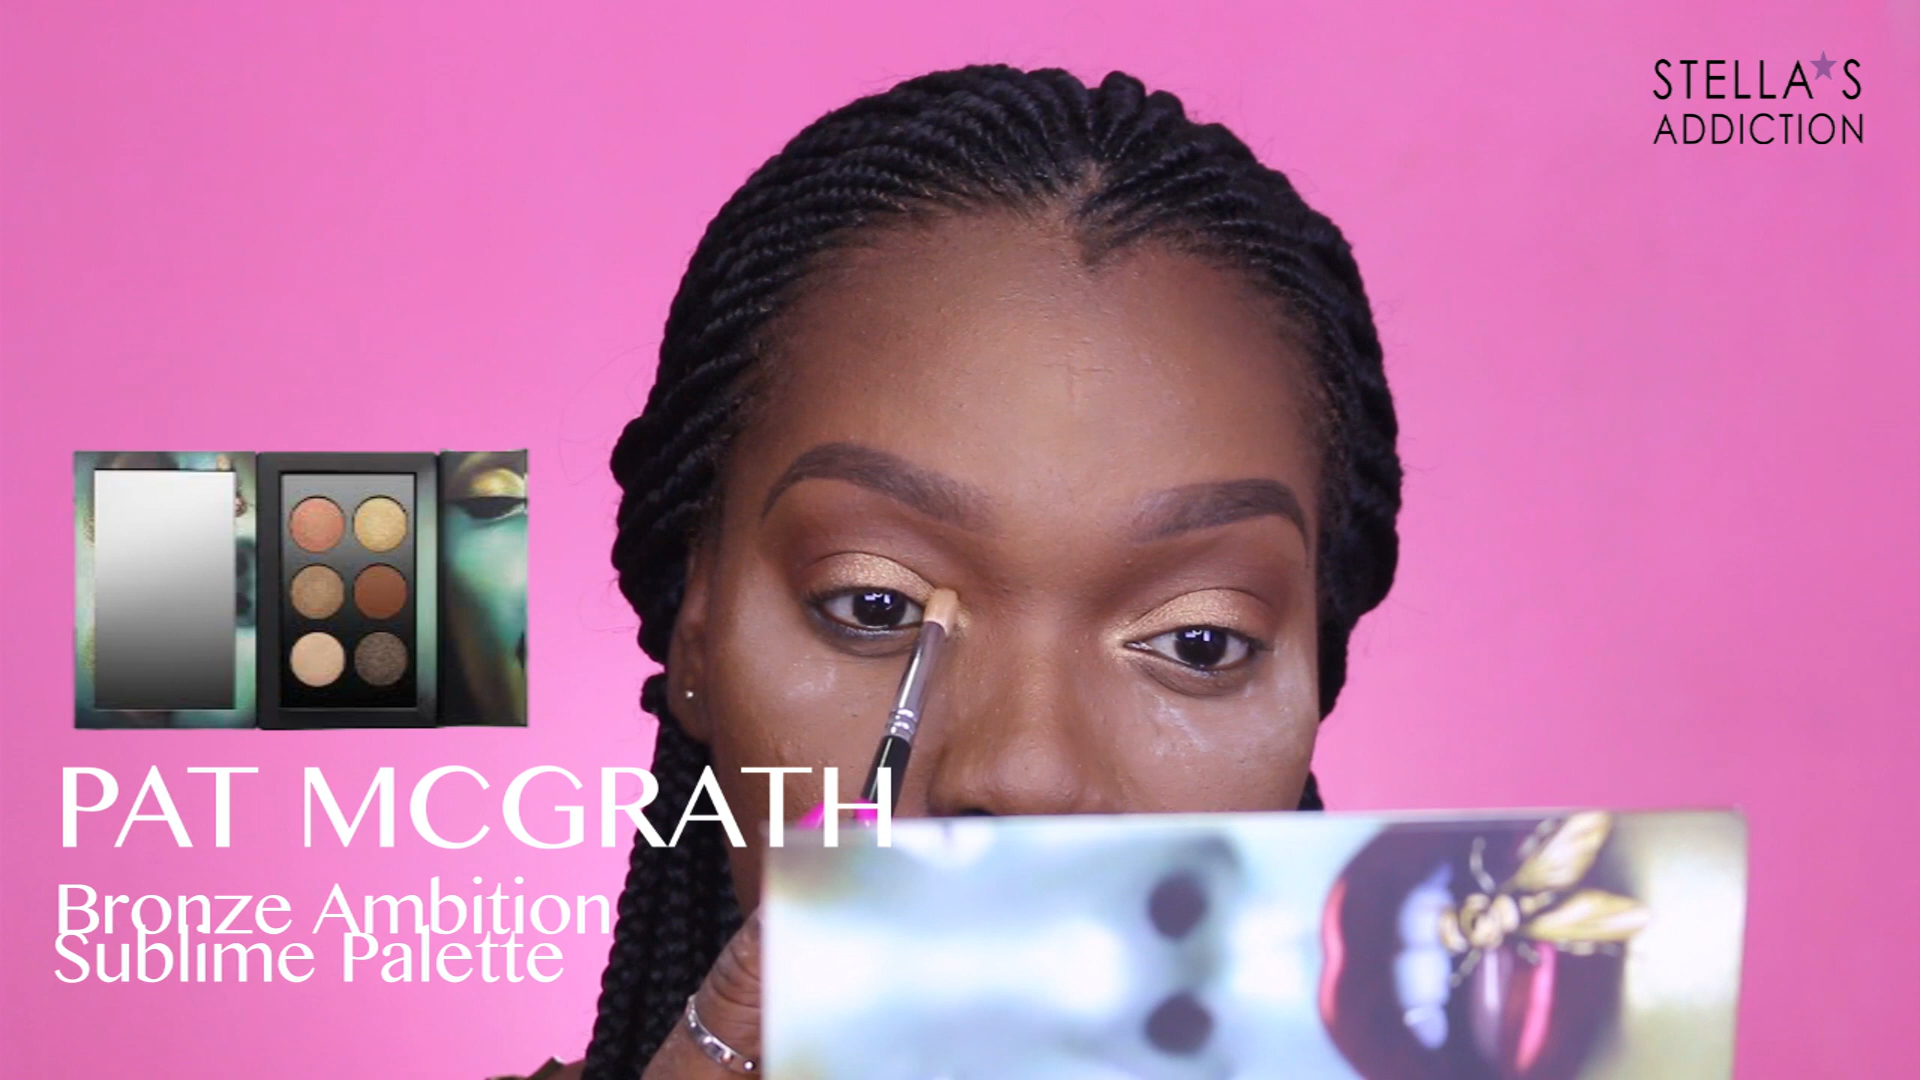 STELLA★S
ADDICTION
PAT MCGRATH
Bronze Ambition
Sublime Palette